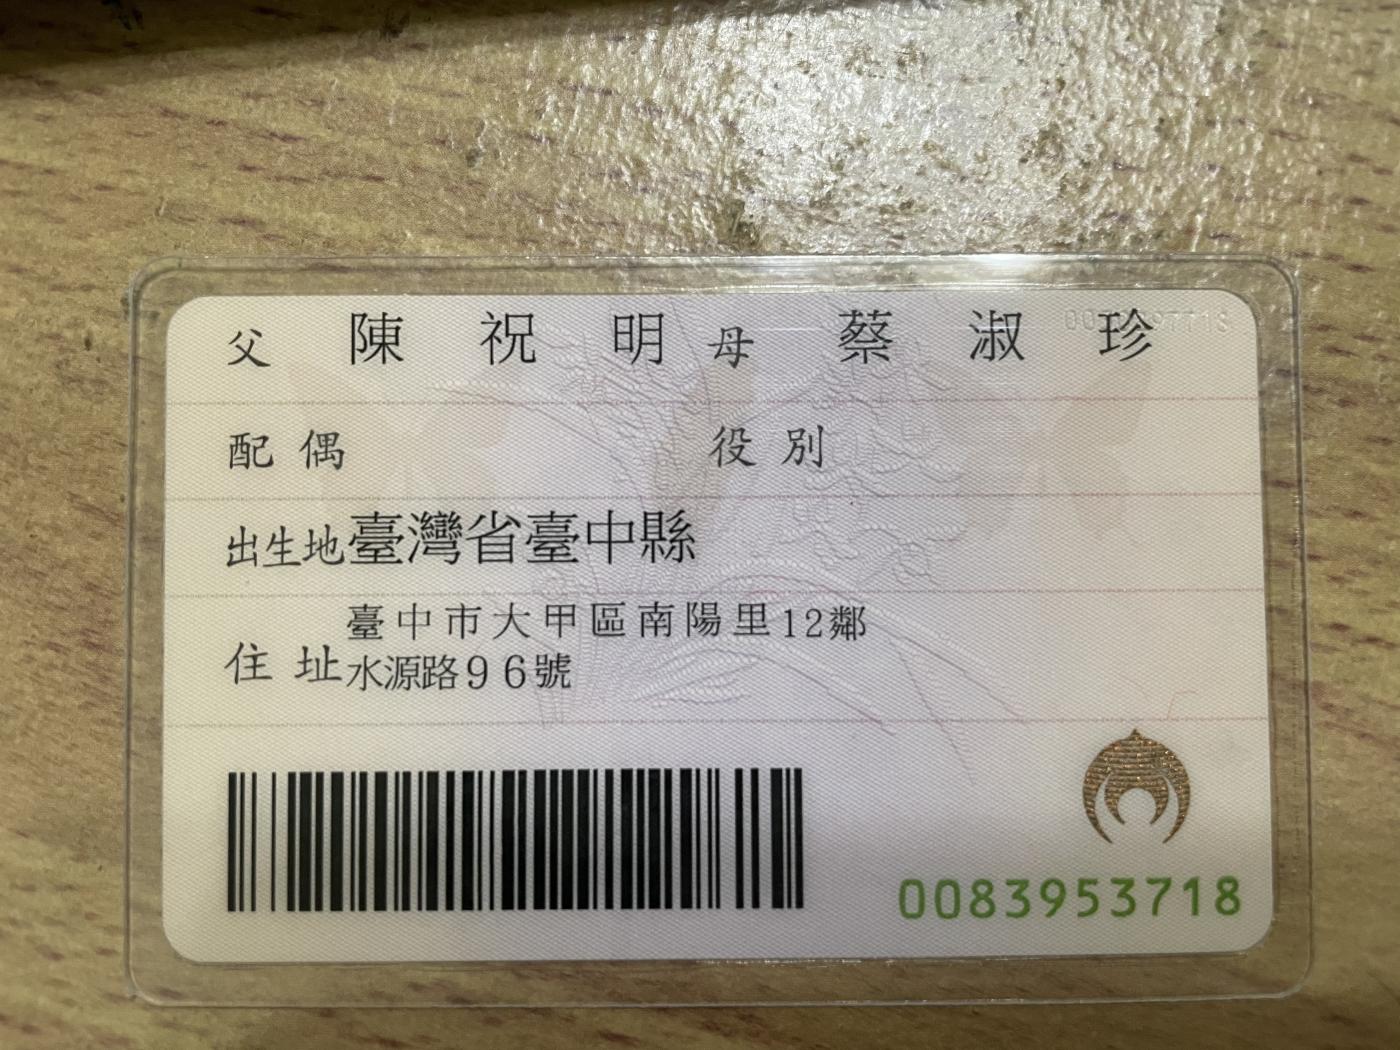 父 陳祝明 母 蔡淑珍
配偶 役別
出生地 臺灣省臺中縣
住址 臺中市大甲區南陽里12鄰
水源路96號
0083953718